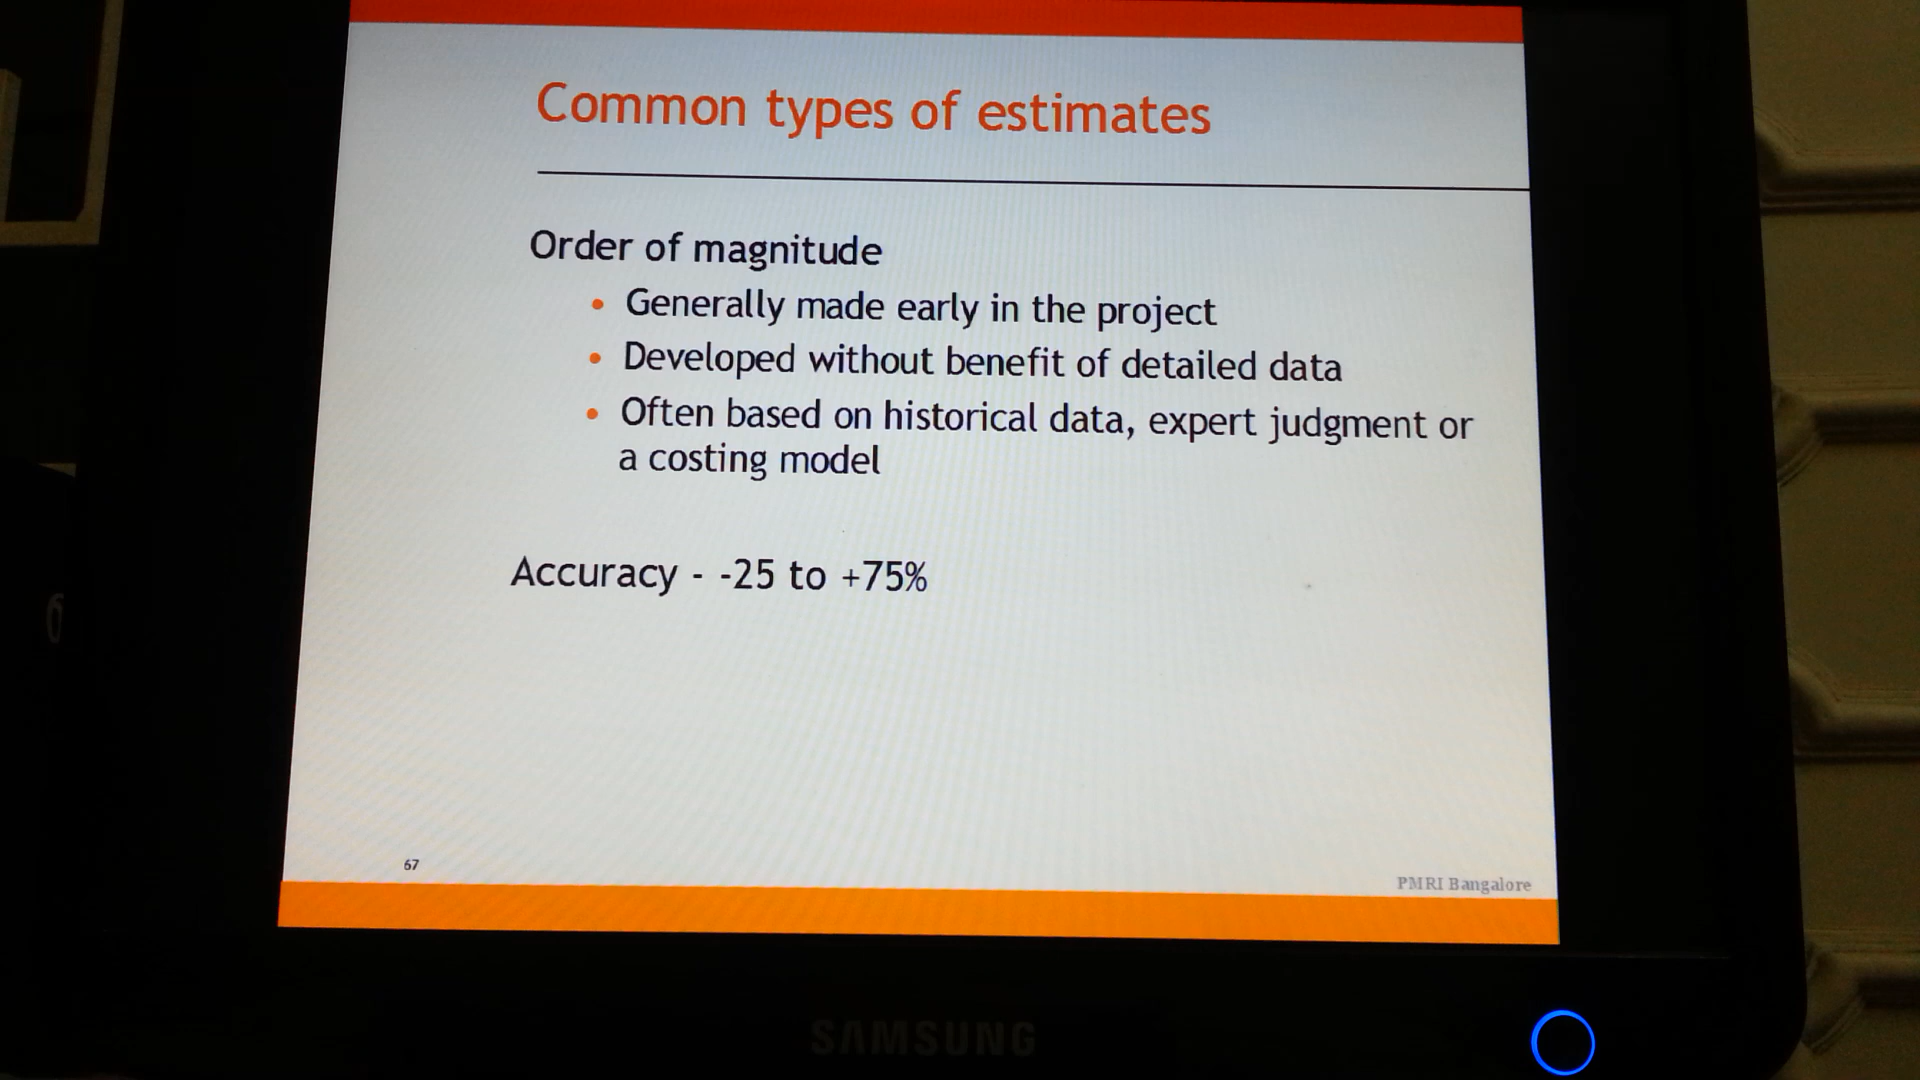 Common types of estimates
Order of magnitude
• Generally made early in the project
• Developed without benefit of detailed data
• Often based on historical data, expert judgment or
a costing model
Accuracy - -25 to +75%
67
PMRI Bangalore
SAMSUNG
6